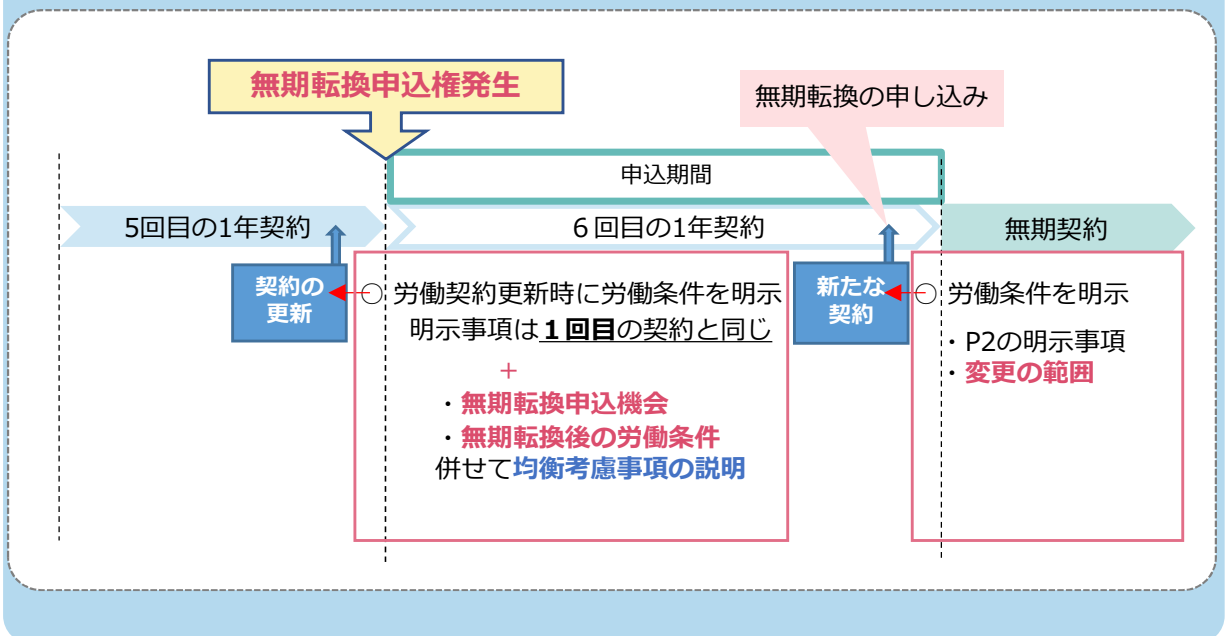 無期転換申込権発生
無期転換の申し込み
申込期間
5回目の1年契約
６回目の1年契約
無期契約
契約の
更新
○ 労働契約更新時に労働条件を明示
明示事項は１回目の契約と同じ
＋
・無期転換申込機会
・無期転換後の労働条件
併せて均衡考慮事項の説明
新たな
契約
○ 労働条件を明示
・P2の明示事項
・変更の範囲